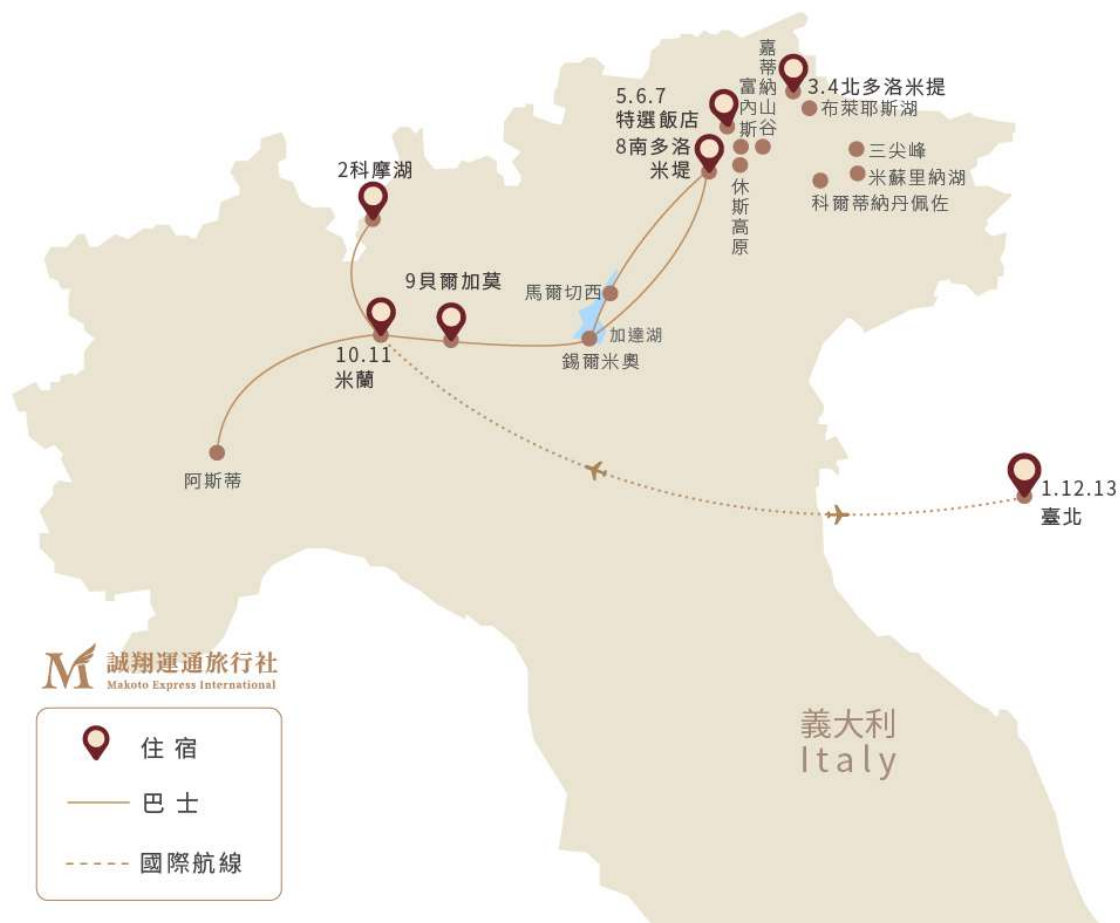 嘉蒂納山谷
富內斯
3.4北多洛米提
布萊耶斯湖
5.6.7
特選飯店
8南多洛
米堤
三尖峰
米蘇里納湖
科爾蒂納丹佩佐
休斯高原
2科摩湖
9貝爾加莫
馬爾切西
加達湖
錫爾米奧
10.11
米蘭
阿斯蒂
1.12.13
臺北
M 誠翔運通旅行社
Makoto Express International
住宿
巴士
國際航線
義大利
Italy